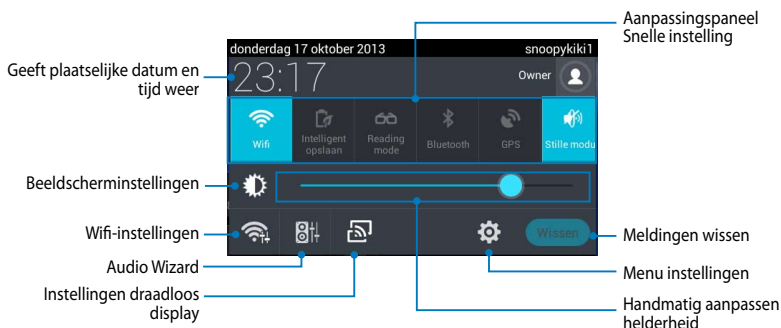 Aanpassingspaneel
Snelle instelling
donderdag 17 oktober 2013
snoopykiki1
Geeft plaatselijke datum en
tijd weer
23:17
Owner
Wifi
Intelligent
opslaan
Reading
mode
Bluetooth
GPS
Stille modu
Beeldscherminstellingen
Wifi-instellingen
Wissen
Meldingen wissen
Audio Wizard
Menu instellingen
Instellingen draadloos
display
Handmatig aanpassen
helderheid